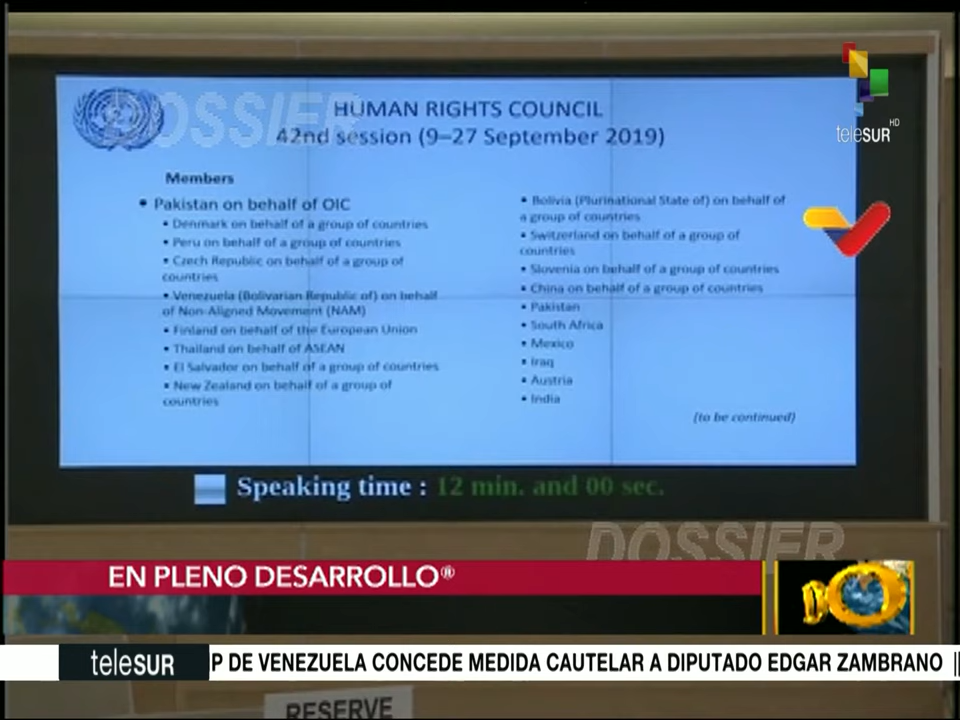 HUMAN RIGHTS COUNCIL
42nd session (9–27 September 2019)
Members
• Pakistan on behalf of OIC
• Denmark on behalf of a group of countries
• Peru on behalf of a group of countries
• Czech Republic on behalf of a group of
countries
• Venezuela (Bolivarian Republic of) on behalf
of Non-Aligned Movement (NAM)
• Finland on behalf of the European Union
• Thailand on behalf of ASEAN
• El Salvador on behalf of a group of countries
• New Zealand on behalf of a group of
countries
• Bolivia (Plurinational State of) on behalf of
a group of countries
• Switzerland on behalf of a group of
countries
• Slovenia on behalf of a group of countries
• China on behalf of a group of countries
• Pakistan
• South Africa
• Mexico
• Iraq
• Austria
• India
(to be continued)
Speaking time : 12 min. and 00 sec.
DOSSIER
teleSUR HD
DOSSIER
EN PLENO DESARROLLO®
DO
teleSUR
P DE VENEZUELA CONCEDE MEDIDA CAUTELAR A DIPUTADO EDGAR ZAMBRANO ||
RESERVE